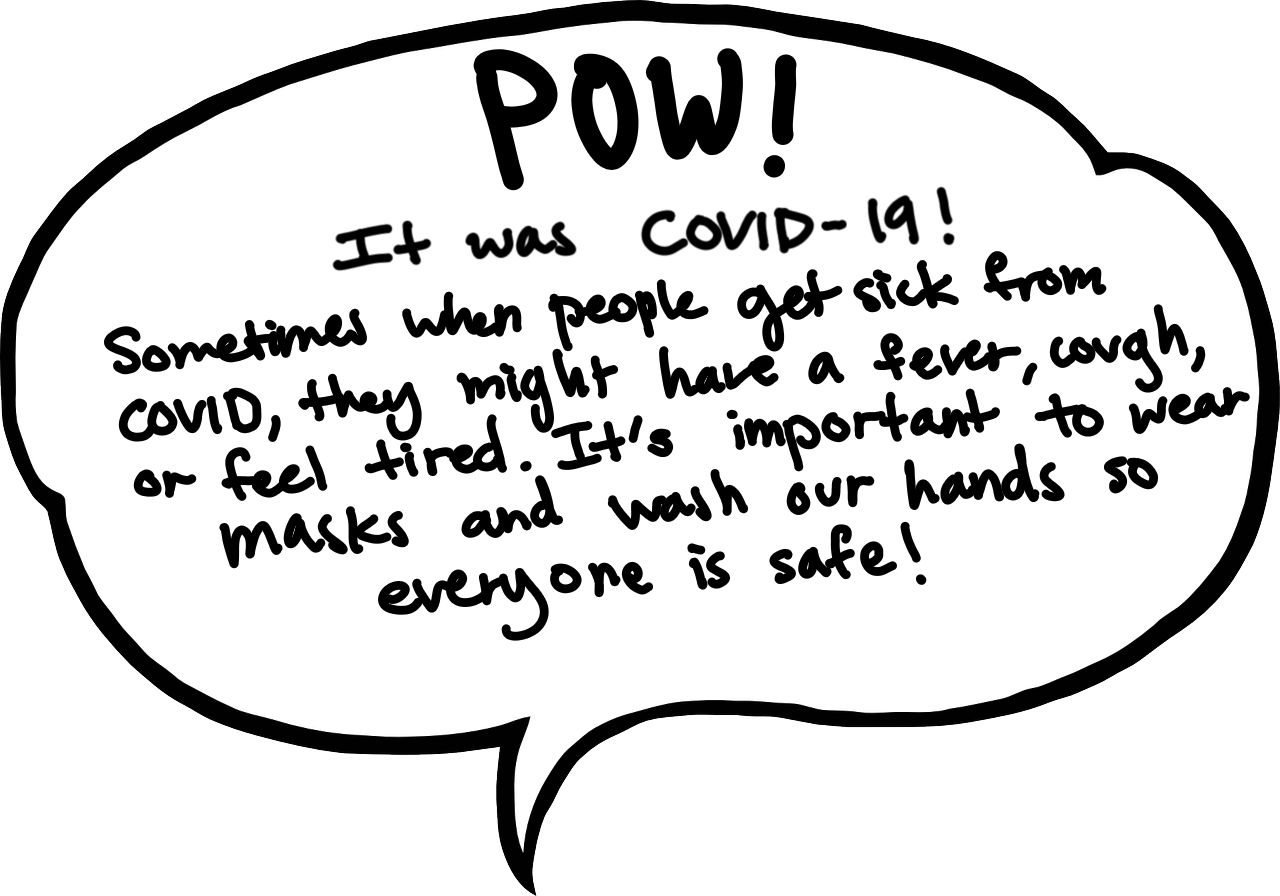 POW!
It was COVID-19!
Sometimes when people get sick from
COVID, they might have a fever, cough,
or feel tired. It's important to wear
masks and wash our hands so
everyone is safe!